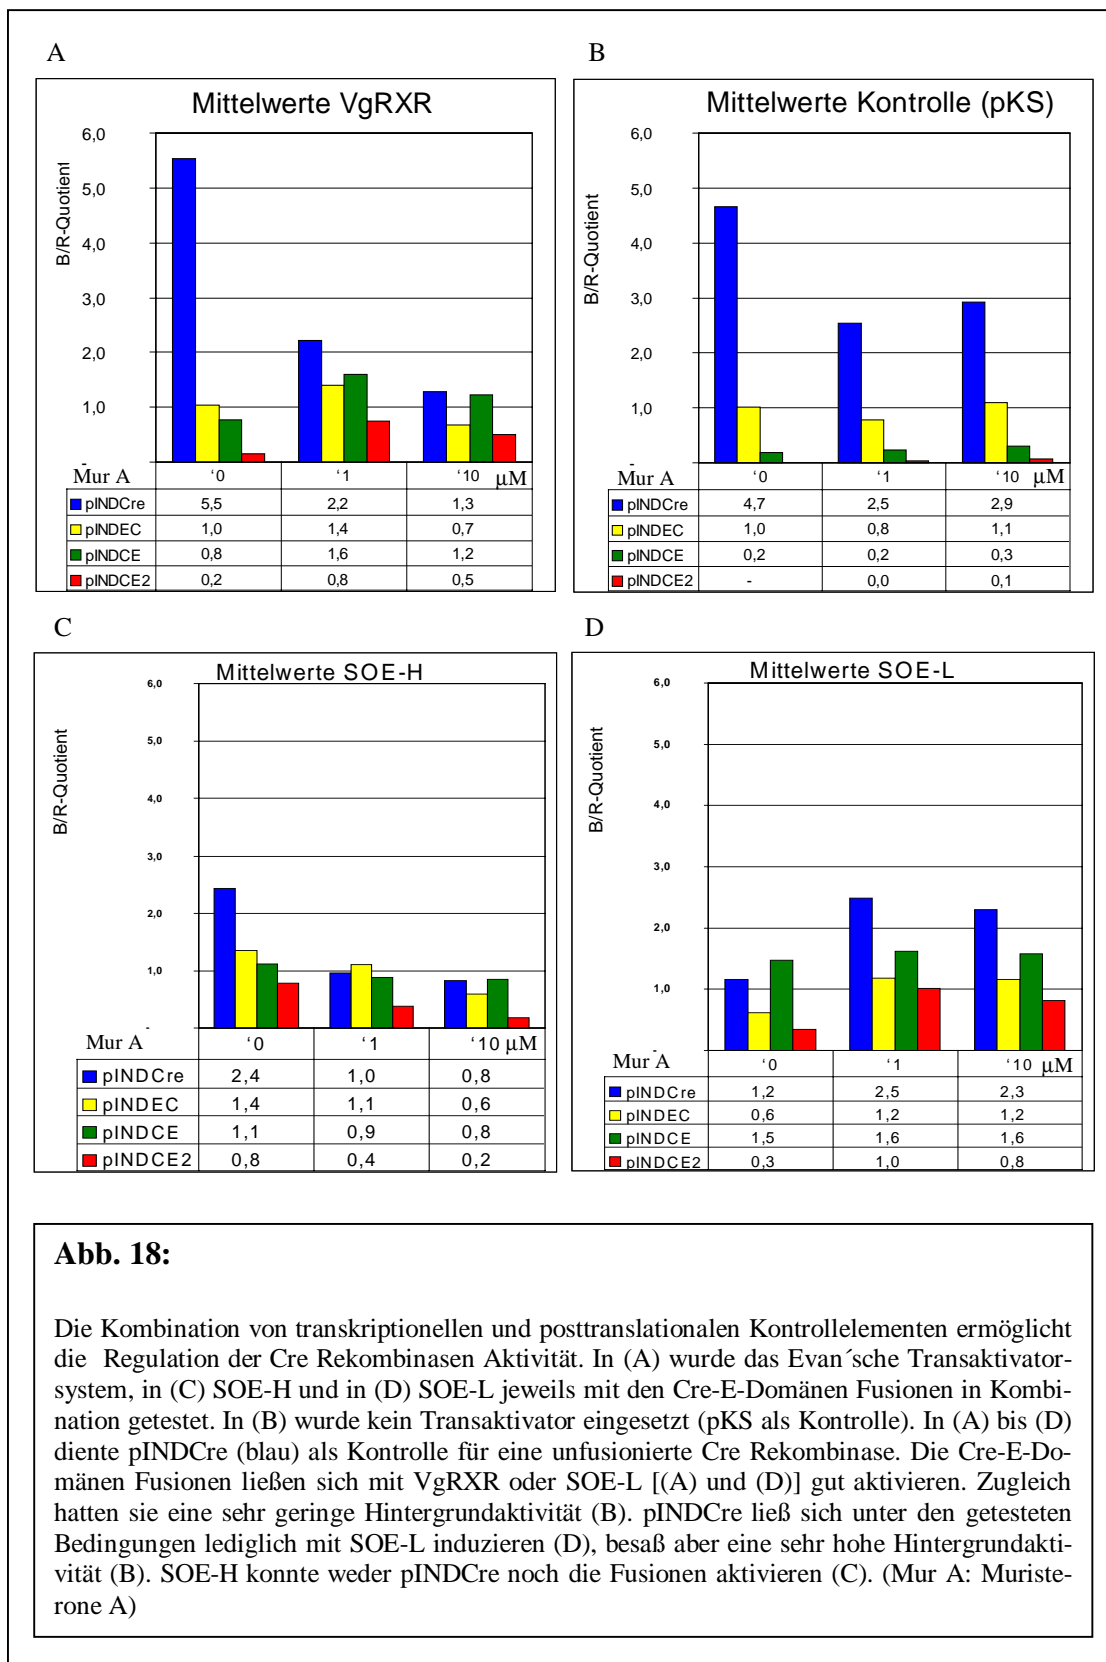 A
Mittelwerte VgRXR
B/R-Quotient
6,0
5,0
4,0
3,0
2,0
1,0
-
Mur A ‘0 ‘1 ‘10 µM
pINDCre 5,5 2,2 1,3
pINDEC 1,0 1,4 0,7
pINDCE 0,8 1,6 1,2
pINDCE2 0,2 0,8 0,5
B
Mittelwerte Kontrolle (pKS)
B/R-Quotient
6,0
5,0
4,0
3,0
2,0
1,0
-
Mur A ‘0 ‘1 ‘10 µM
pINDCre 4,7 2,5 2,9
pINDEC 1,0 0,8 1,1
pINDCE 0,2 0,2 0,3
pINDCE2 - 0,0 0,1
C
Mittelwerte SOE-H
B/R-Quotient
6,0
5,0
4,0
3,0
2,0
1,0
-
Mur A ‘0 ‘1 ‘10 µM
pINDCre 2,4 1,0 0,8
pINDEC 1,4 1,1 0,6
pINDCE 1,1 0,9 0,8
pINDCE2 0,8 0,4 0,2
D
Mittelwerte SOE-L
B/R-Quotient
6,0
5,0
4,0
3,0
2,0
1,0
-
Mur A ‘0 ‘1 ‘10 µM
pINDCre 1,2 2,5 2,3
pINDEC 0,6 1,2 1,2
pINDCE 1,5 1,6 1,6
pINDCE2 0,3 1,0 0,8
Abb. 18:
Die Kombination von transkriptionellen und posttranslationalen Kontrollelementen ermöglicht
die Regulation der Cre Rekombinasen Aktivität. In (A) wurde das Evan´sche Transaktivator-
system, in (C) SOE-H und in (D) SOE-L jeweils mit den Cre-E-Domänen Fusionen in Kombi-
nation getestet. In (B) wurde kein Transaktivator eingesetzt (pKS als Kontrolle). In (A) bis (D)
diente pINDCre (blau) als Kontrolle für eine unfusionierte Cre Rekombinase. Die Cre-E-Do-
mänen Fusionen ließen sich mit VgRXR oder SOE-L [(A) und (D)] gut aktivieren. Zugleich
hatten sie eine sehr geringe Hintergrundaktivität (B). pINDCre ließ sich unter den getesteten
Bedingungen lediglich mit SOE-L induzieren (D), besaß aber eine sehr hohe Hintergrundakti-
vität (B). SOE-H konnte weder pINDCre noch die Fusionen aktivieren (C). (Mur A: Muriste-
rone A)